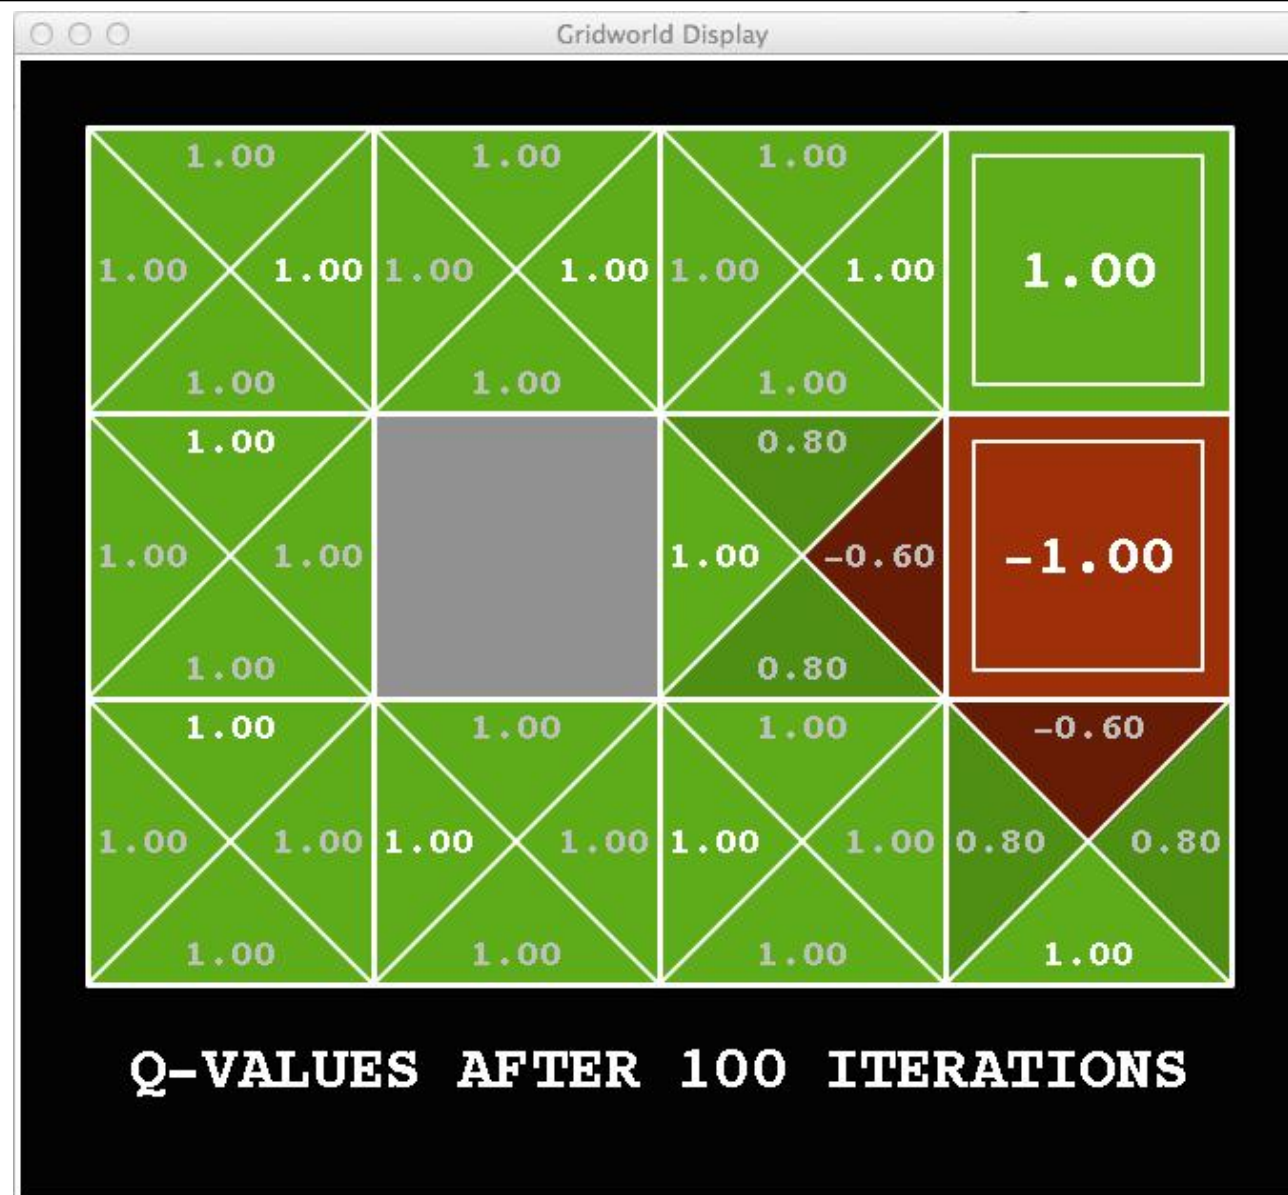 Gridworld Display
1.00 1.00 1.00
1.00 1.00 1.00 1.00 1.00 1.00 1.00
1.00 1.00 1.00
1.00 0.80
1.00 1.00 1.00 -0.60 -1.00
1.00 0.80
1.00 1.00 1.00 -0.60
1.00 1.00 1.00 1.00 1.00 1.00 0.80 0.80
1.00 1.00 1.00 1.00
Q-VALUES AFTER 100 ITERATIONS